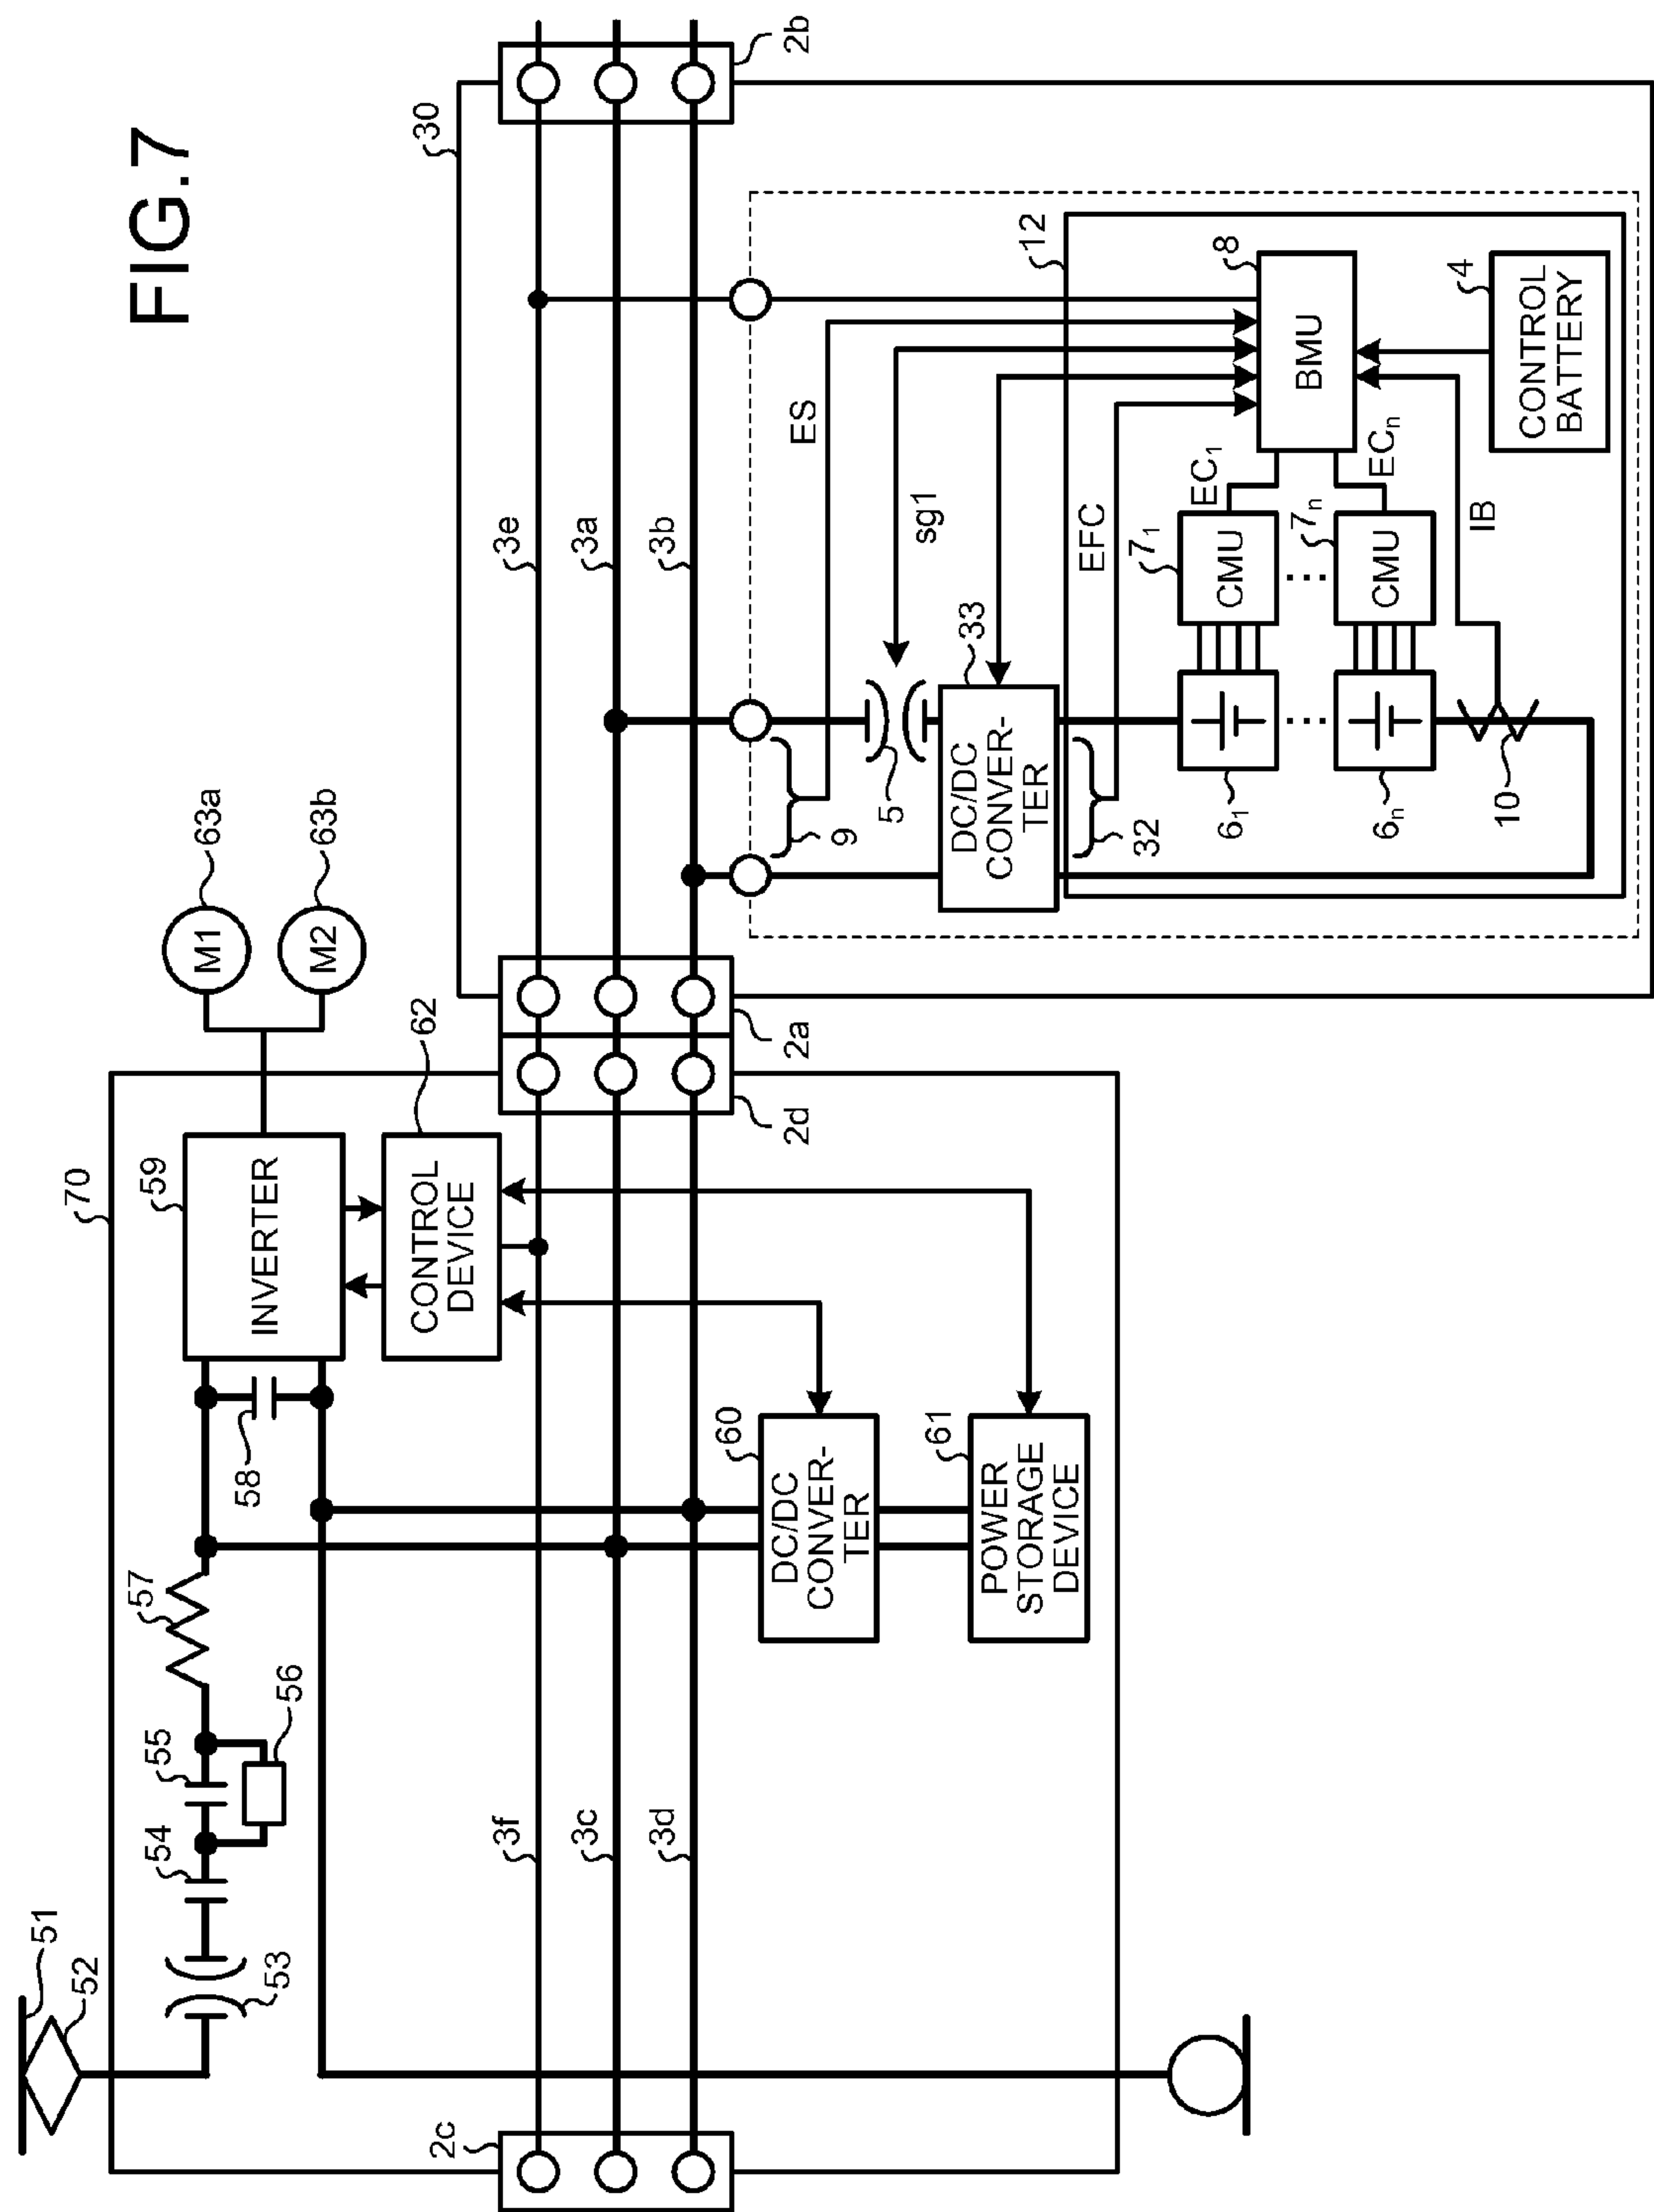 FIG.7
51
52
70
53
54
55
56
57
58
59
INVERTER
62
CONTROL
DEVICE
M1
63a
M2
63b
2c
3f
3c
3d
60
DC/DC
CONVER-
TER
61
POWER
STORAGE
DEVICE
2d
2a
30
2b
3e
3a
3b
9
ES
5
sg1
33
DC/DC
CONVER-
TER
32
EFC
12
6₁
7₁
CMU
EC₁
8
BMU
6ₙ
7ₙ
CMU
ECₙ
10
IB
4
CONTROL
BATTERY